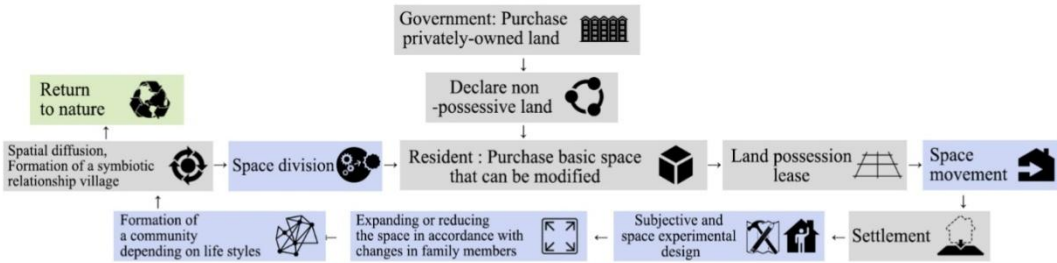 Government: Purchase
privately-owned land
Declare non
-possessive land
Return
to nature
Spatial diffusion,
Formation of a symbiotic
relationship village
Space division
Resident : Purchase basic space
that can be modified
Land possession
lease
Space
movement
Formation of
a community
depending on life styles
Expanding or reducing
the space in accordance with
changes in family members
Subjective and
space experimental
design
Settlement